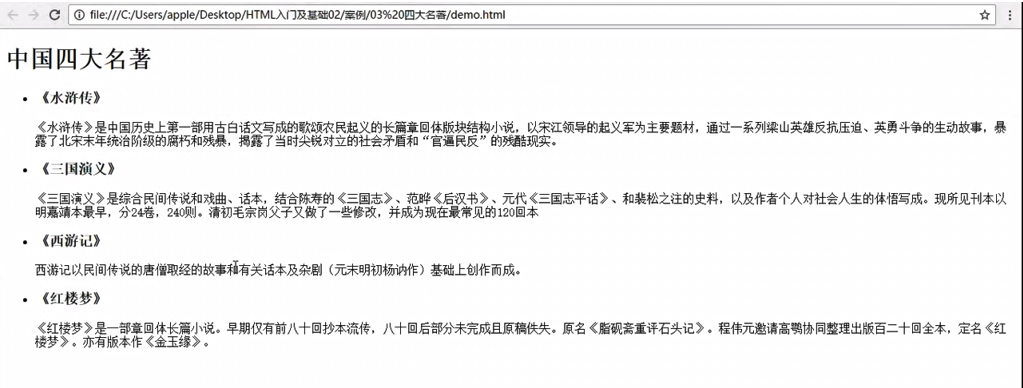 file:///C:/Users/apple/Desktop/HTML入门及基础02/案例/03%20四大名著/demo.html
中国四大名著
《水浒传》
《水浒传》是中国历史上第一部用古白话文写成的歌颂农民起义的长篇章回体版块结构小说，以宋江领导的起义军为主要题材，通过一系列梁山英雄反抗压迫、英勇斗争的生动故事，暴
露了北宋末年统治阶级的腐朽和残暴，揭露了当时尖锐对立的社会矛盾和“官逼民反”的残酷现实。
《三国演义》
《三国演义》是综合民间传说和戏曲、话本，结合陈寿的《三国志》、范晔《后汉书》、元代《三国志平话》、和裴松之注的史料，以及作者个人对社会人生的体悟写成。现所见刊本以
明嘉靖本最早，分24卷，240则。清初毛宗岗父子又做了一些修改，并成为现在最常见的120回本
《西游记》
西游记以民间传说的唐僧取经的故事和有关话本及杂剧（元末明初杨讷作）基础上创作而成。
《红楼梦》
《红楼梦》是一部章回体长篇小说。早期仅有前八十回抄本流传，八十回后部分未完成且原稿佚失。原名《脂砚斋重评石头记》。程伟元邀请高鹗协同整理出版百二十回全本，定名《红
楼梦》。亦有版本作《金玉缘》。